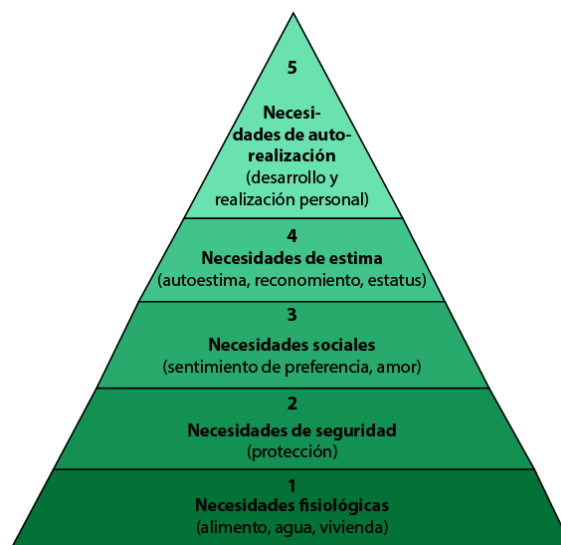 5
Necesi-
dades de auto-
realización
(desarrollo y
realización personal)
4
Necesidades de estima
(autoestima, reconomiento, estatus)
3
Necesidades sociales
(sentimiento de preferencia, amor)
2
Necesidades de seguridad
(protección)
1
Necesidades fisiológicas
(alimento, agua, vivienda)